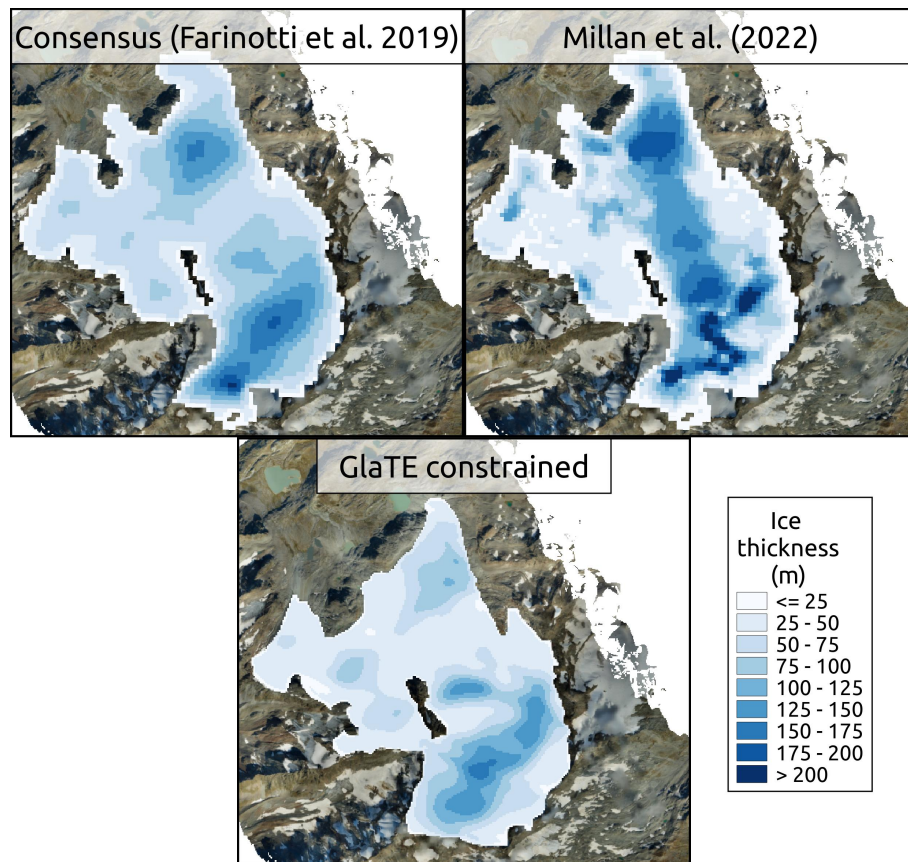 Consensus (Farinotti et al. 2019)
Millan et al. (2022)
GlaTE constrained
Ice
thickness
(m)
<= 25
25 - 50
50 - 75
75 - 100
100 - 125
125 - 150
150 - 175
175 - 200
> 200